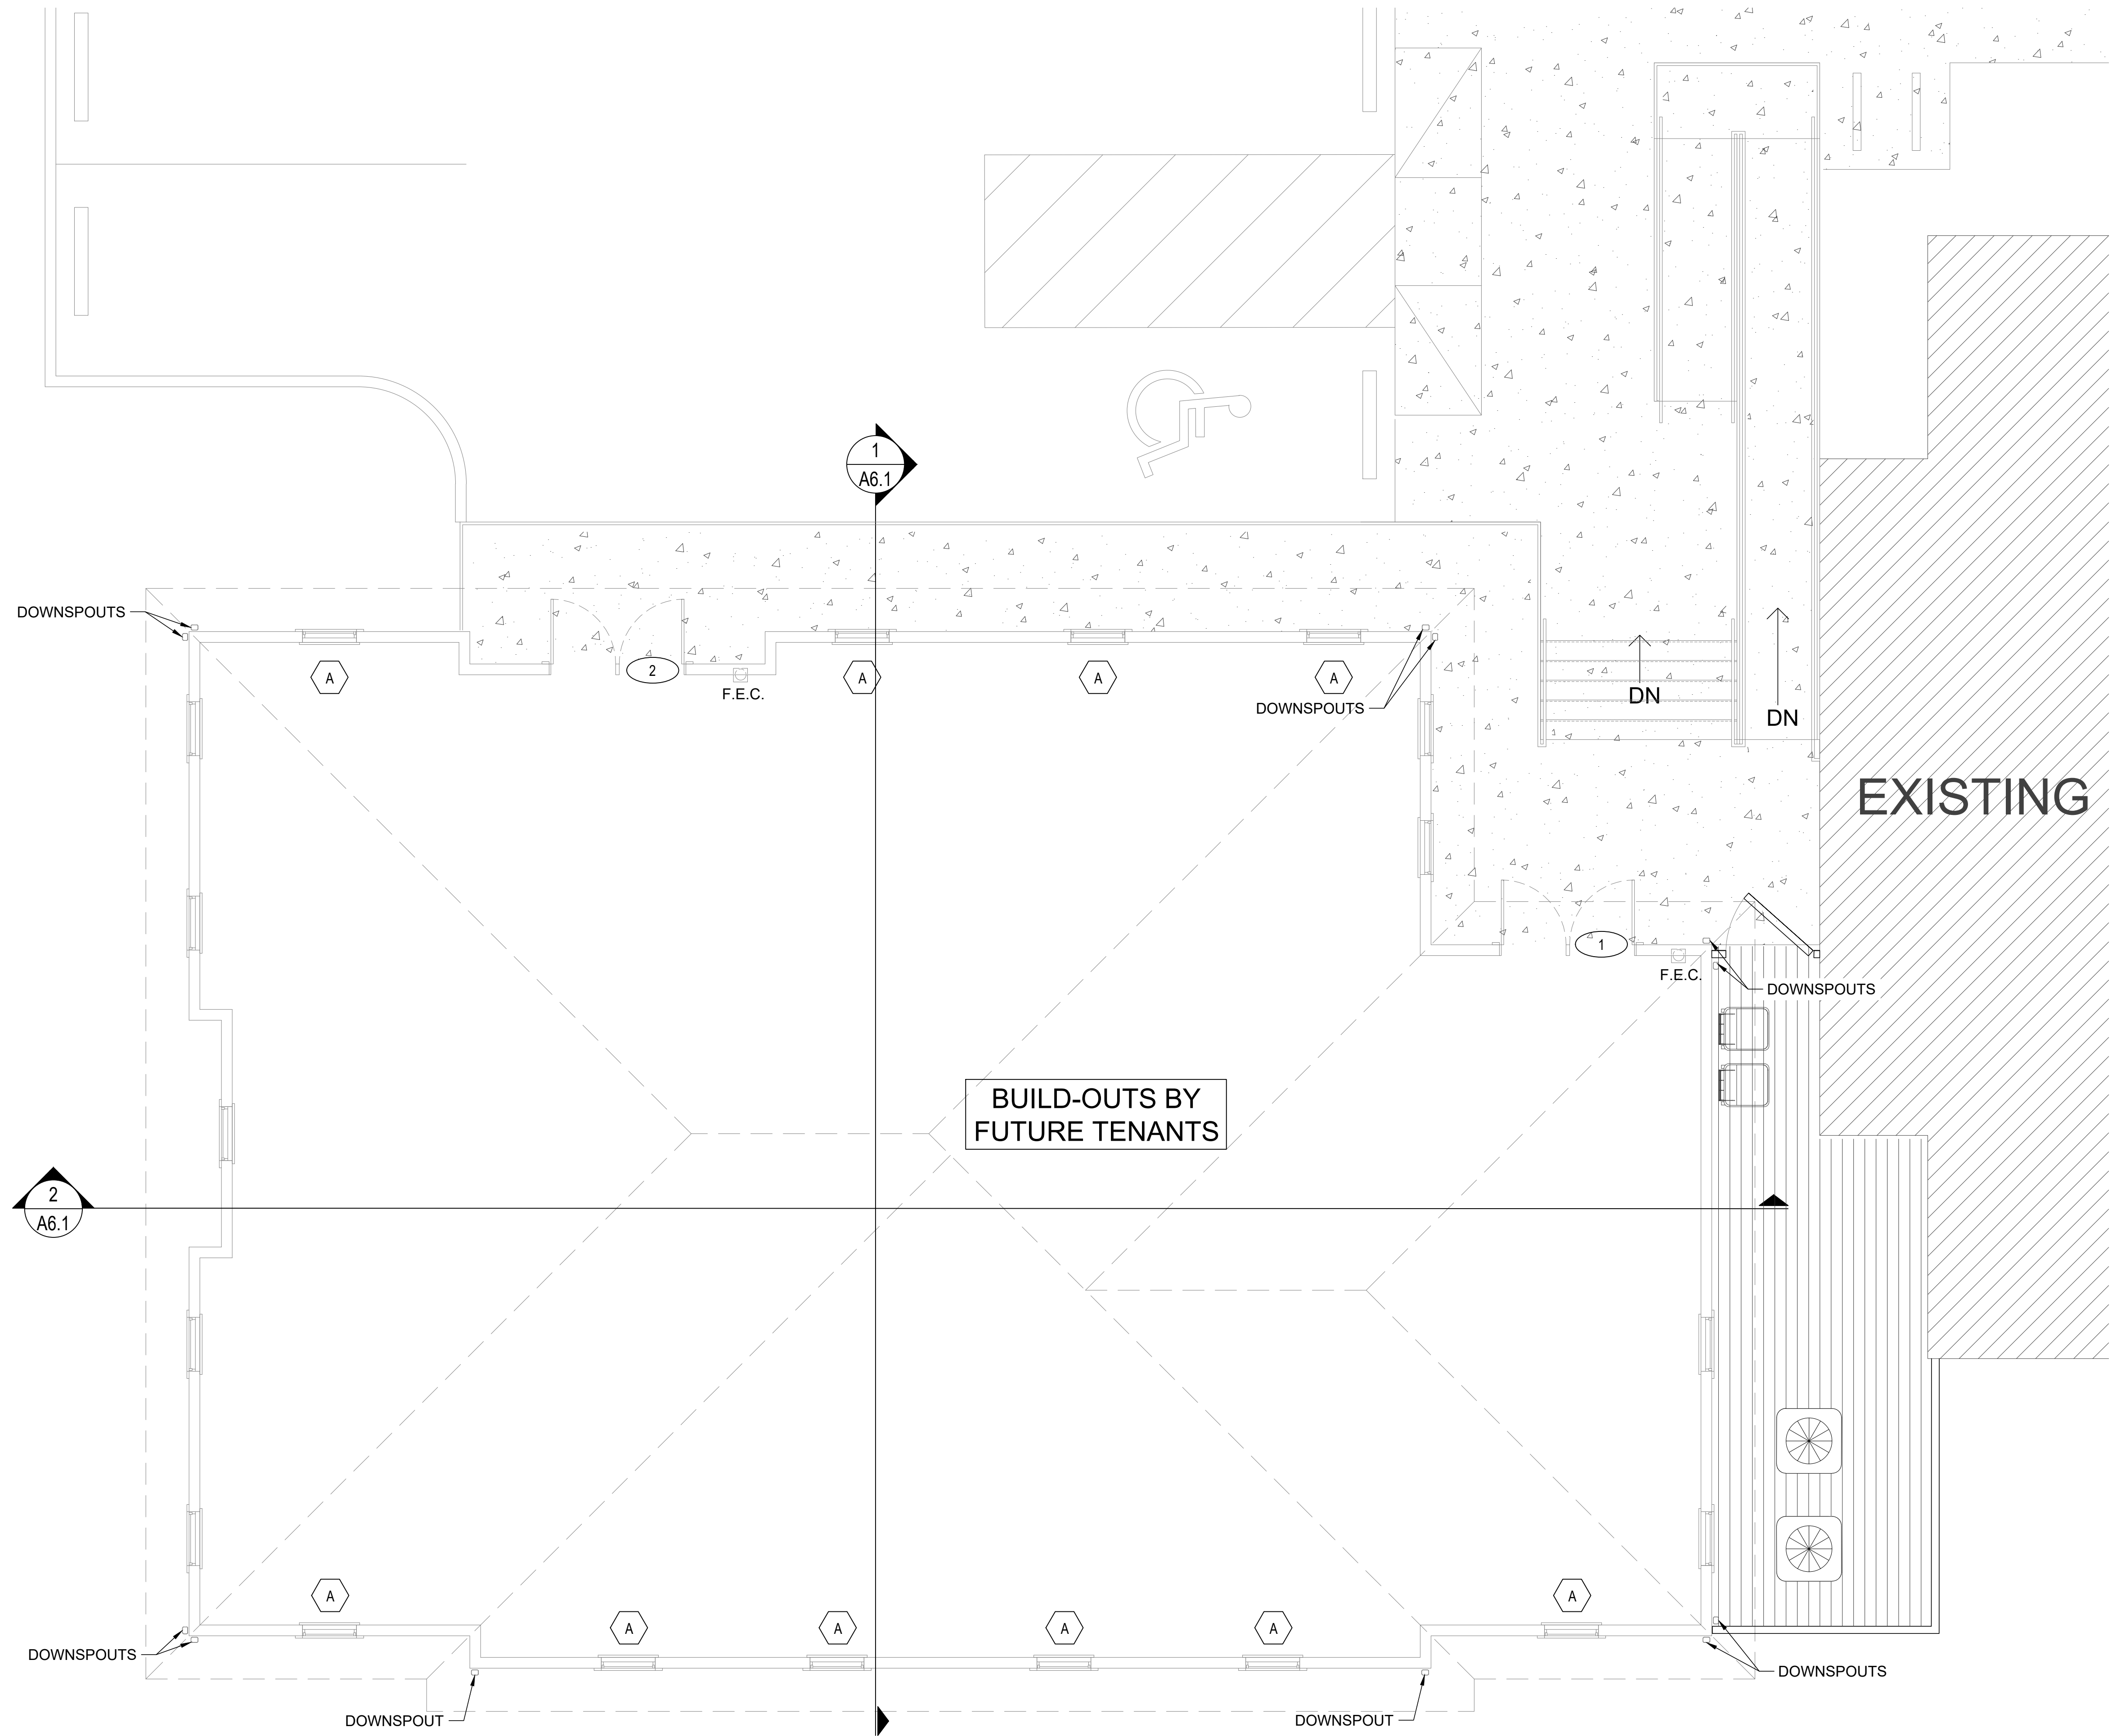 1
A6.1
DOWNSPOUTS
A
2
F.E.C.
A
A
A
DOWNSPOUTS
DN
DN
EXISTING
1
F.E.C.
DOWNSPOUTS
BUILD-OUTS BY
FUTURE TENANTS
2
A6.1
A
A
A
A
A
A
DOWNSPOUTS
DOWNSPOUTS
DOWNSPOUT
DOWNSPOUT